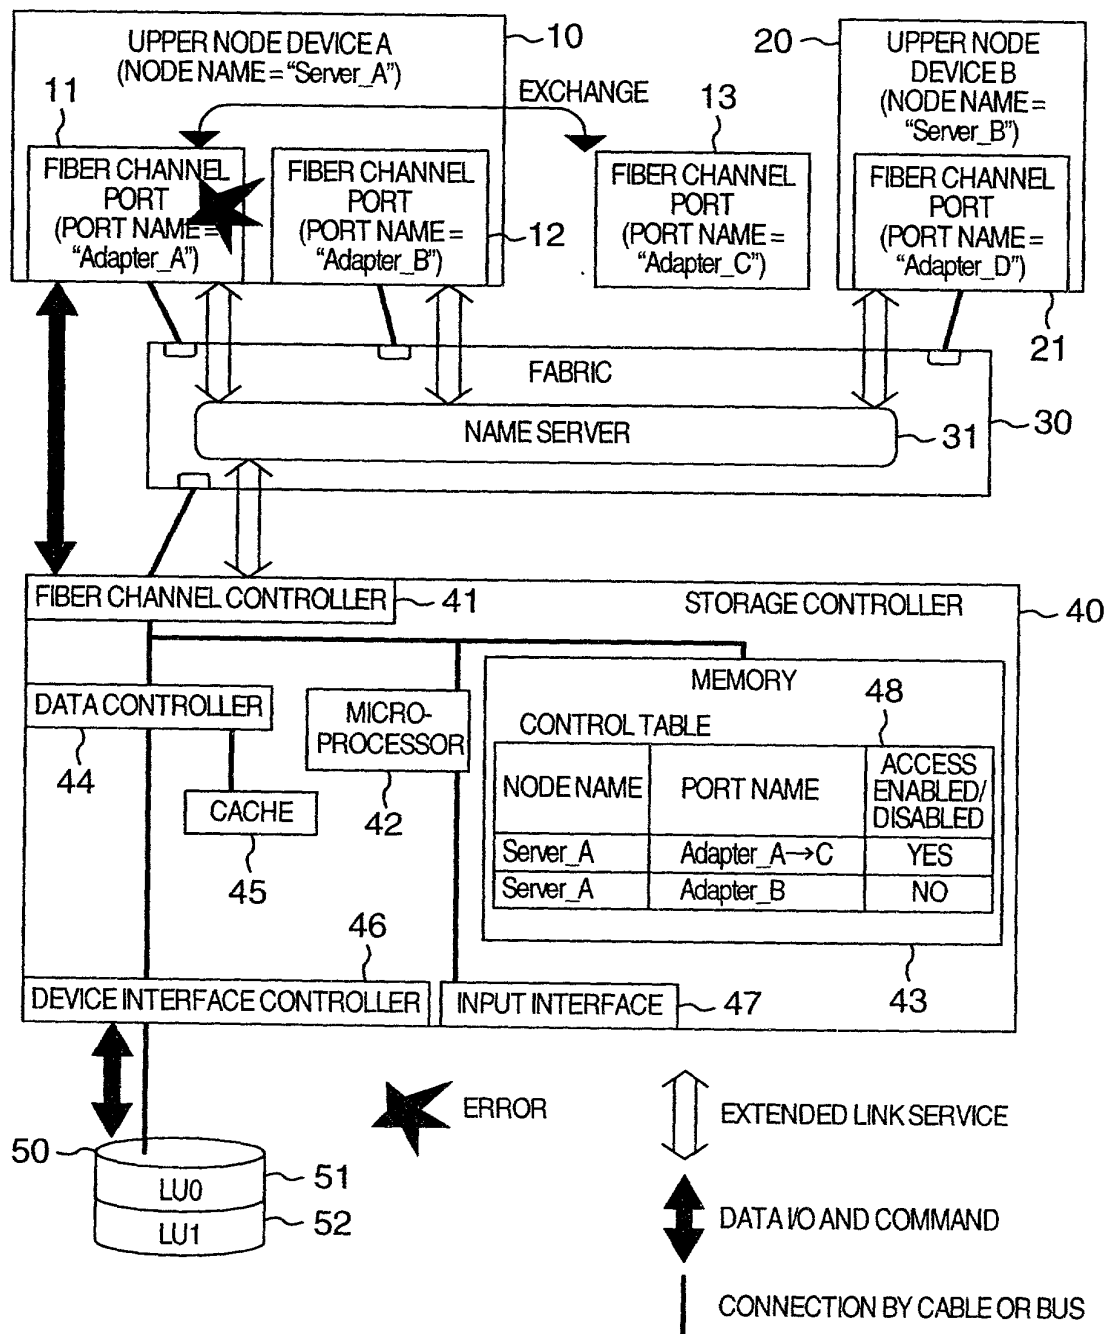 UPPER NODE DEVICE A
(NODE NAME = "Server_A")
10
20
UPPER NODE
DEVICE B
(NODE NAME =
"Server_B")
EXCHANGE
11
13
FIBER CHANNEL
PORT
(PORT NAME =
"Adapter_A")
FIBER CHANNEL
PORT
(PORT NAME =
"Adapter_B")
12
FIBER CHANNEL
PORT
(PORT NAME =
"Adapter_C")
FIBER CHANNEL
PORT
(PORT NAME =
"Adapter_D")
21
FABRIC
30
NAME SERVER
31
FIBER CHANNEL CONTROLLER
41
STORAGE CONTROLLER
40
DATA CONTROLLER
44
CACHE
45
MICRO-
PROCESSOR
42
MEMORY
48
CONTROL TABLE
NODE NAME
PORT NAME
ACCESS
ENABLED/
DISABLED
Server_A Adapter_A→C YES
Server_A Adapter_B NO
43
46
DEVICE INTERFACE CONTROLLER
INPUT INTERFACE
47
50
LU0
51
LU1
52
ERROR
EXTENDED LINK SERVICE
DATA I/O AND COMMAND
CONNECTION BY CABLE OR BUS